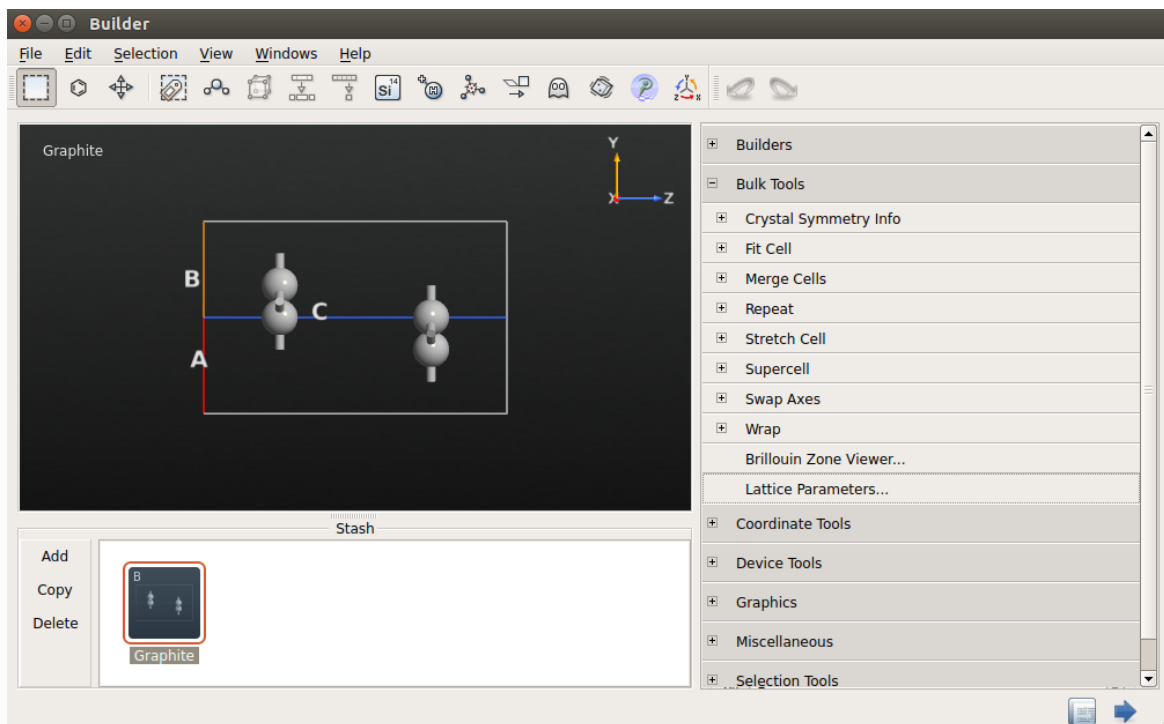 Builder
File Edit Selection View Windows Help
Si 14
H
Graphite
Y
X
Z
B
C
A
Builders
Bulk Tools
Crystal Symmetry Info
Fit Cell
Merge Cells
Repeat
Stretch Cell
Supercell
Swap Axes
Wrap
Brillouin Zone Viewer...
Lattice Parameters...
Coordinate Tools
Device Tools
Graphics
Miscellaneous
Selection Tools
Stash
Add
Copy
Delete
B
Graphite